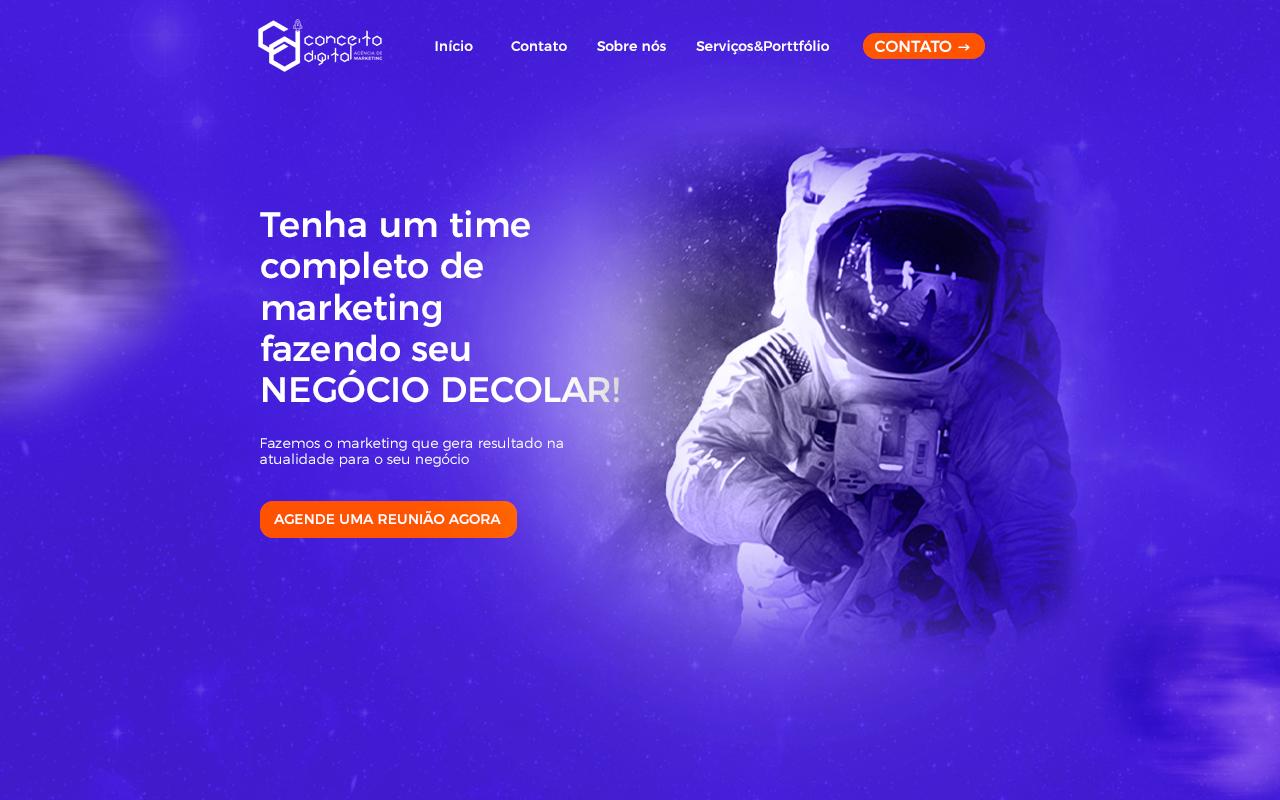 conceito
digital AGÊNCIA DE MARKETING
Início
Contato
Sobre nós
Serviços&Porttfólio
CONTATO →
Tenha um time
completo de
marketing
fazendo seu
NEGÓCIO DECOLAR!
Fazemos o marketing que gera resultado na
atualidade para o seu negócio
AGENDE UMA REUNIÃO AGORA